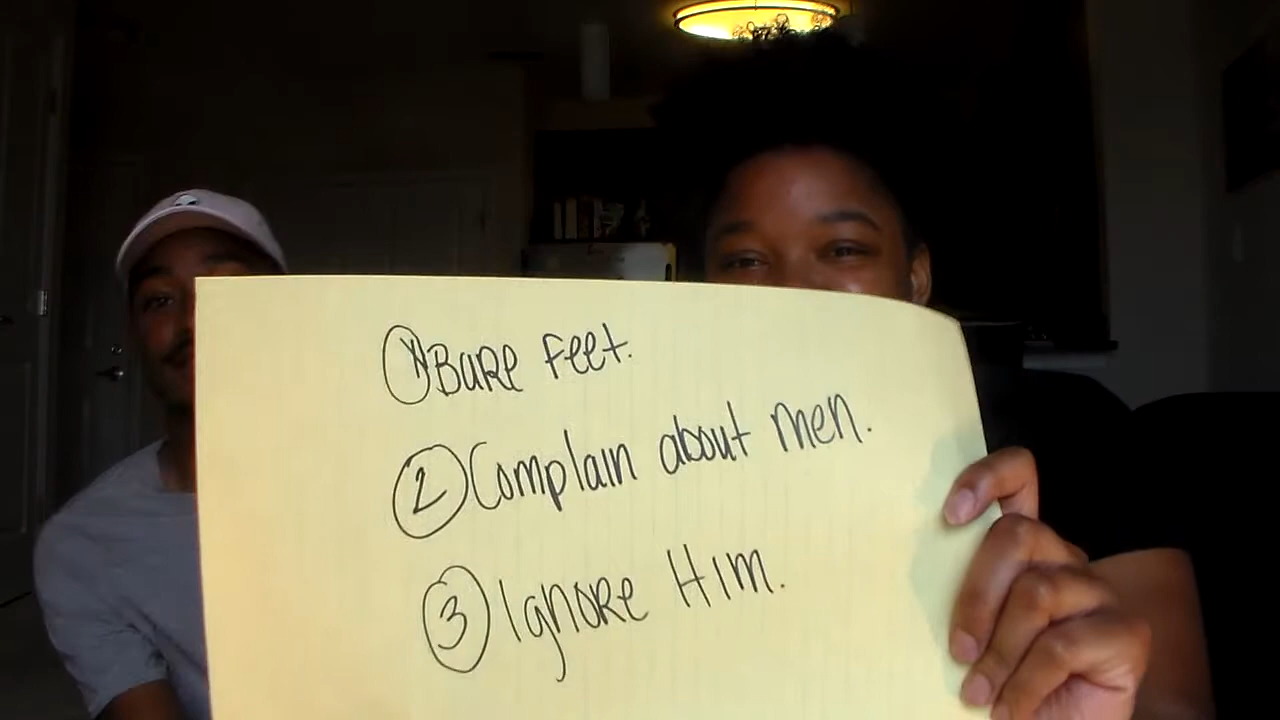 ① Bare feet.
② Complain about men.
③ Ignore Him.